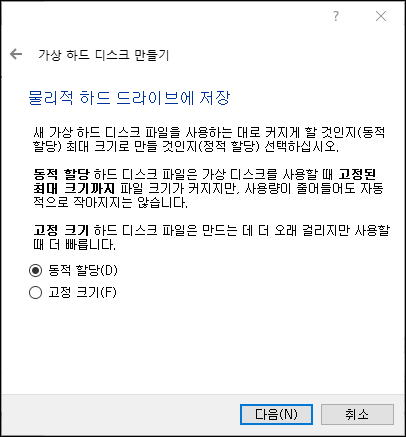 ?
가상 하드 디스크 만들기
물리적 하드 드라이브에 저장
새 가상 하드 디스크 파일을 사용하는 대로 커지게 할 것인지(동적
할당) 최대 크기로 만들 것인지(정적 할당) 선택하십시오.
동적 할당 하드 디스크 파일은 가상 디스크를 사용할 때 고정된
최대 크기까지 파일 크기가 커지지만, 사용량이 줄어들어도 자동
적으로 작아지지는 않습니다.
고정 크기 하드 디스크 파일은 만드는 데 더 오래 걸리지만 사용할
때 더 빠릅니다.
동적 할당(D)
고정 크기(F)
다음(N)
취소